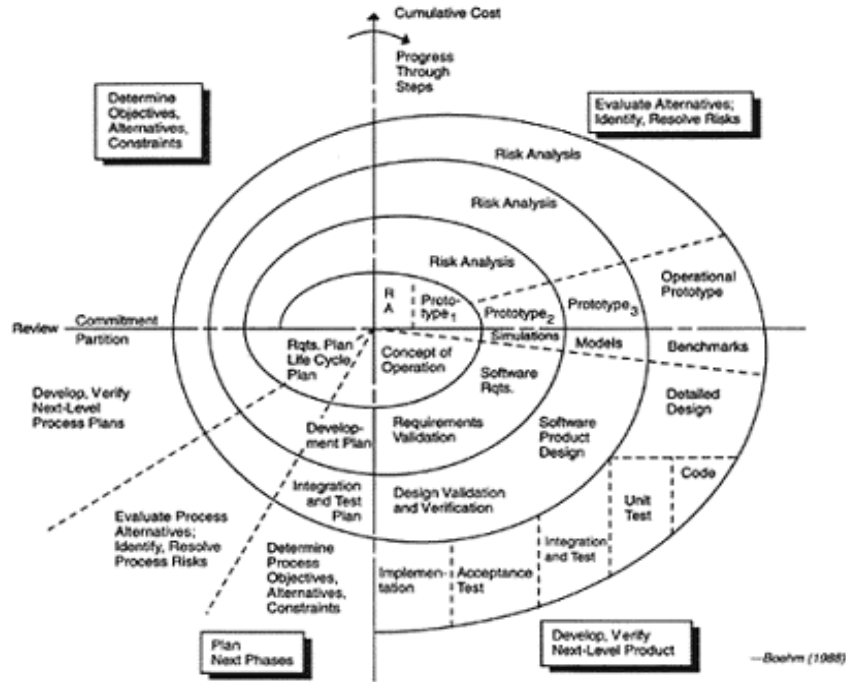 Cumulative Cost
Progress
Through
Steps
Determine
Objectives,
Alternatives,
Constraints
Evaluate Alternatives;
Identify, Resolve Risks
Risk Analysis
Risk Analysis
Risk Analysis
R
A
Proto-
type1
Prototype2
Prototype3
Operational
Prototype
Review
Commitment
Partition
Simulations
Models
Benchmarks
Rqts. Plan
Life Cycle
Plan
Concept of
Operation
Software
Rqts.
Detailed
Design
Develop, Verify
Next-Level
Process Plans
Develop-
ment Plan
Requirements
Validation
Software
Product
Design
Code
Integration
and Test
Plan
Design Validation
and Verification
Unit
Test
Evaluate Process
Alternatives;
Identify, Resolve
Process Risks
Determine
Process
Objectives,
Alternatives,
Constraints
Implemen-
tation
Acceptance
Test
Integration
and Test
Plan
Next Phases
Develop, Verify
Next-Level Product
—Boehm (1988)